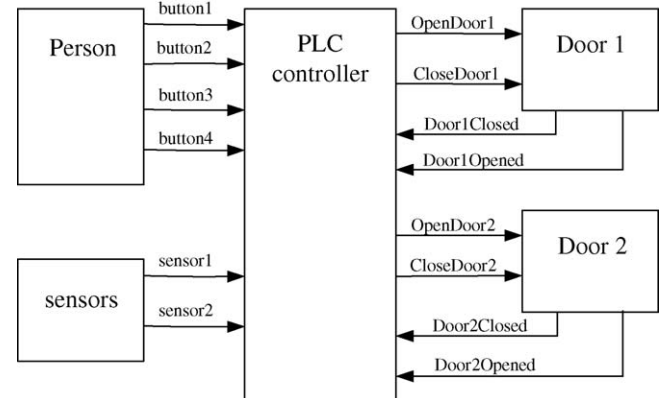 button1
Person
button2
button3
button4
PLC
controller
OpenDoor1
Door 1
CloseDoor1
Door1Closed
Door1Opened
OpenDoor2
Door 2
CloseDoor2
Door2Closed
Door2Opened
sensor1
sensors
sensor2